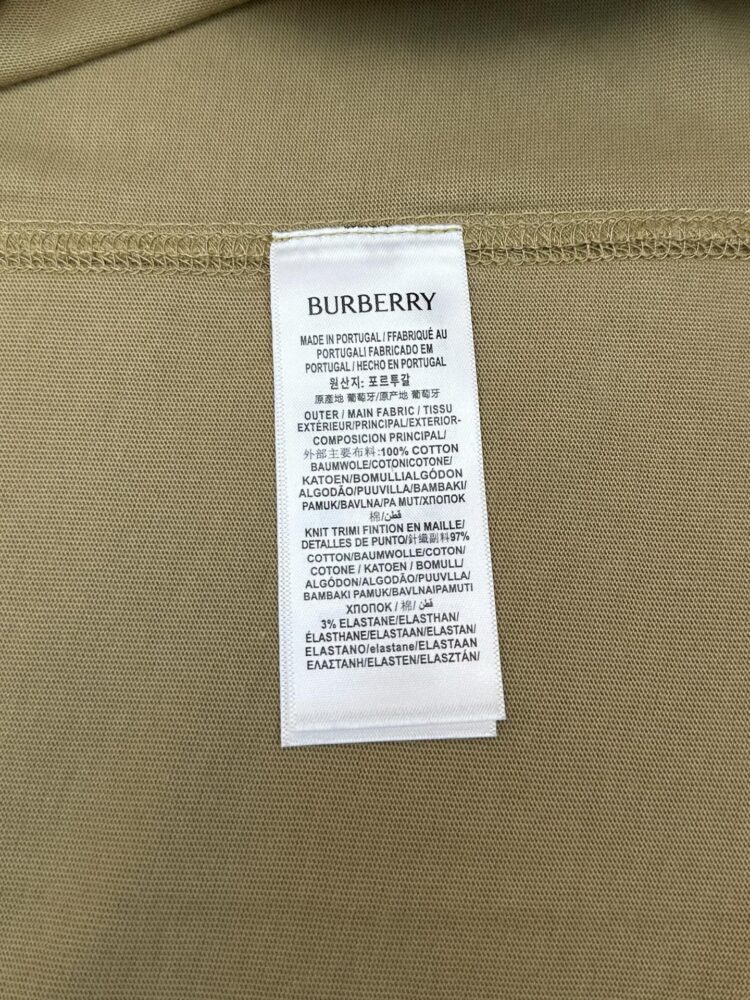 BURBERRY
MADE IN PORTUGAL / FFABRIQUÉ AU
PORTUGALI FABRICADO EM
PORTUGAL / HECHO EN PORTUGAL
원산지: 포르투갈
原產地 葡萄牙/原产地 葡萄牙
OUTER / MAIN FABRIC / TISSU
EXTÉRIEUR/PRINCIPAL/EXTERIOR-
COMPOSICION PRINCIPAL/
外部主要布料:100% COTTON
BAUMWOLE/COTONICOTONE/
KATOEN/BOMULLIALGÓDON
ALGODÃO/PUUVILLA/BAMBAKI/
PAMUK/BAVLNA/PA MUT/ХПОПОК
棉/قطن
KNIT TRIMI FINTION EN MAILLE/
DETALLES DE PUNTO/針織副料97%
COTTON/BAUMWOLLE/COTON/
COTONE / KATOEN / BOMULL/
ALGÓDON/ALGODÃO/PUUVLLA/
BAMBAKI PAMUK/BAVLNAIPAMUTI
ХПОПОК / 棉/ قطن
3% ELASTANE/ELASTHAN/
ÉLASTHANE/ELASTAAN/ELASTAN/
ELASTANO/elastane/ELASTAAN
ΕΛΑΣΤΑΝΗ/ELASTEN/ELASZTÁN/